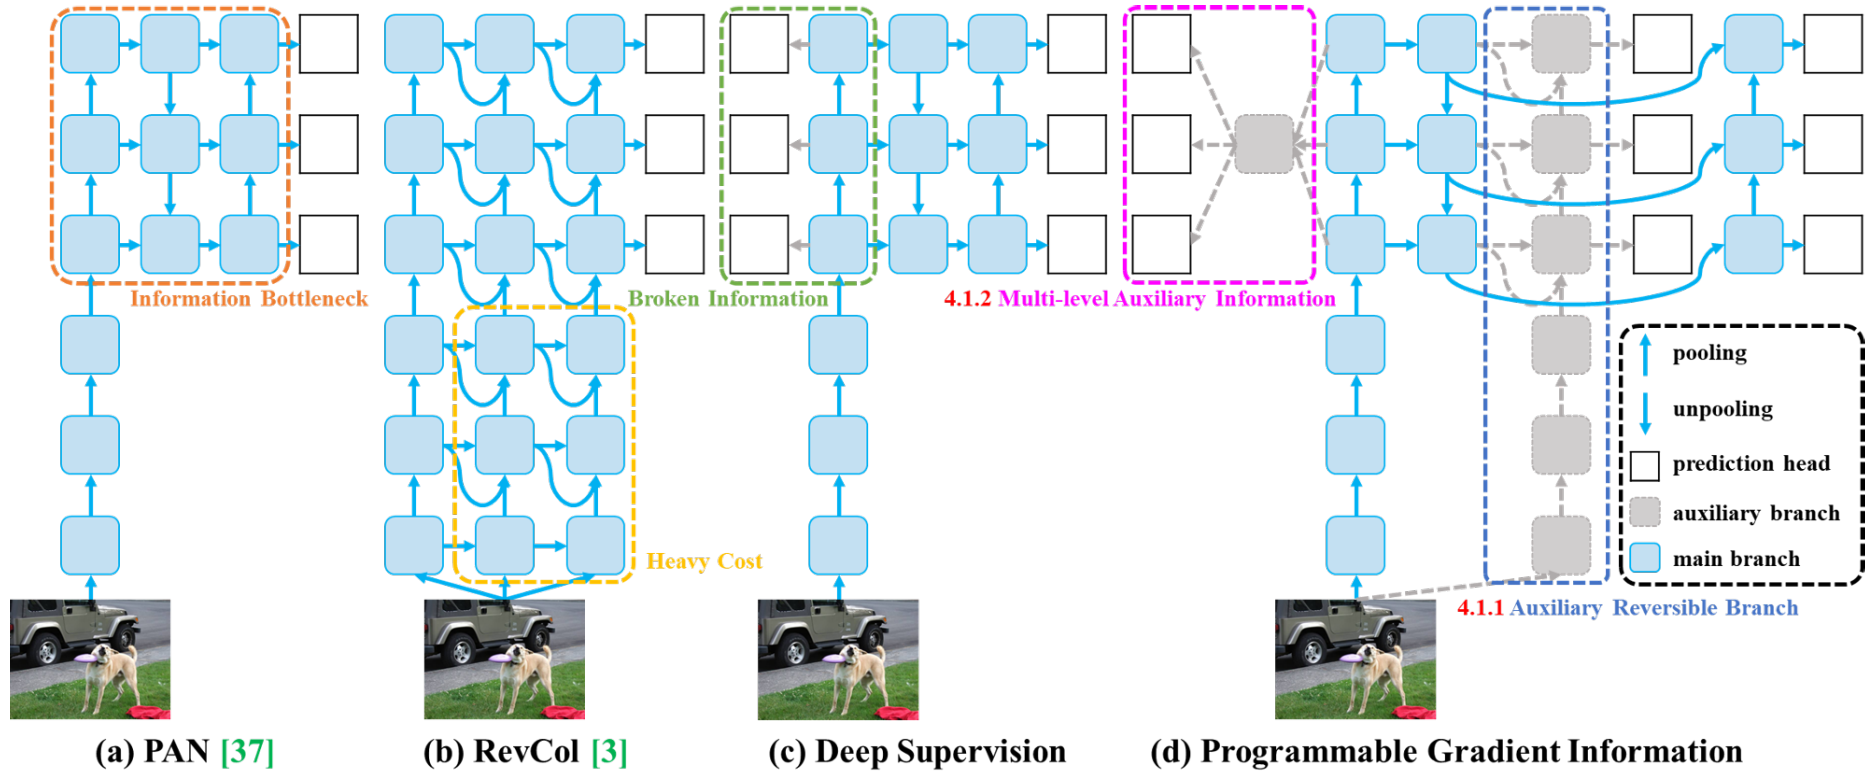 Information Bottleneck
Broken Information
4.1.2 Multi-level Auxiliary Information
pooling
unpooling
prediction head
auxiliary branch
main branch
Heavy Cost
4.1.1 Auxiliary Reversible Branch
(a) PAN [37]
(b) RevCol [3]
(c) Deep Supervision
(d) Programmable Gradient Information